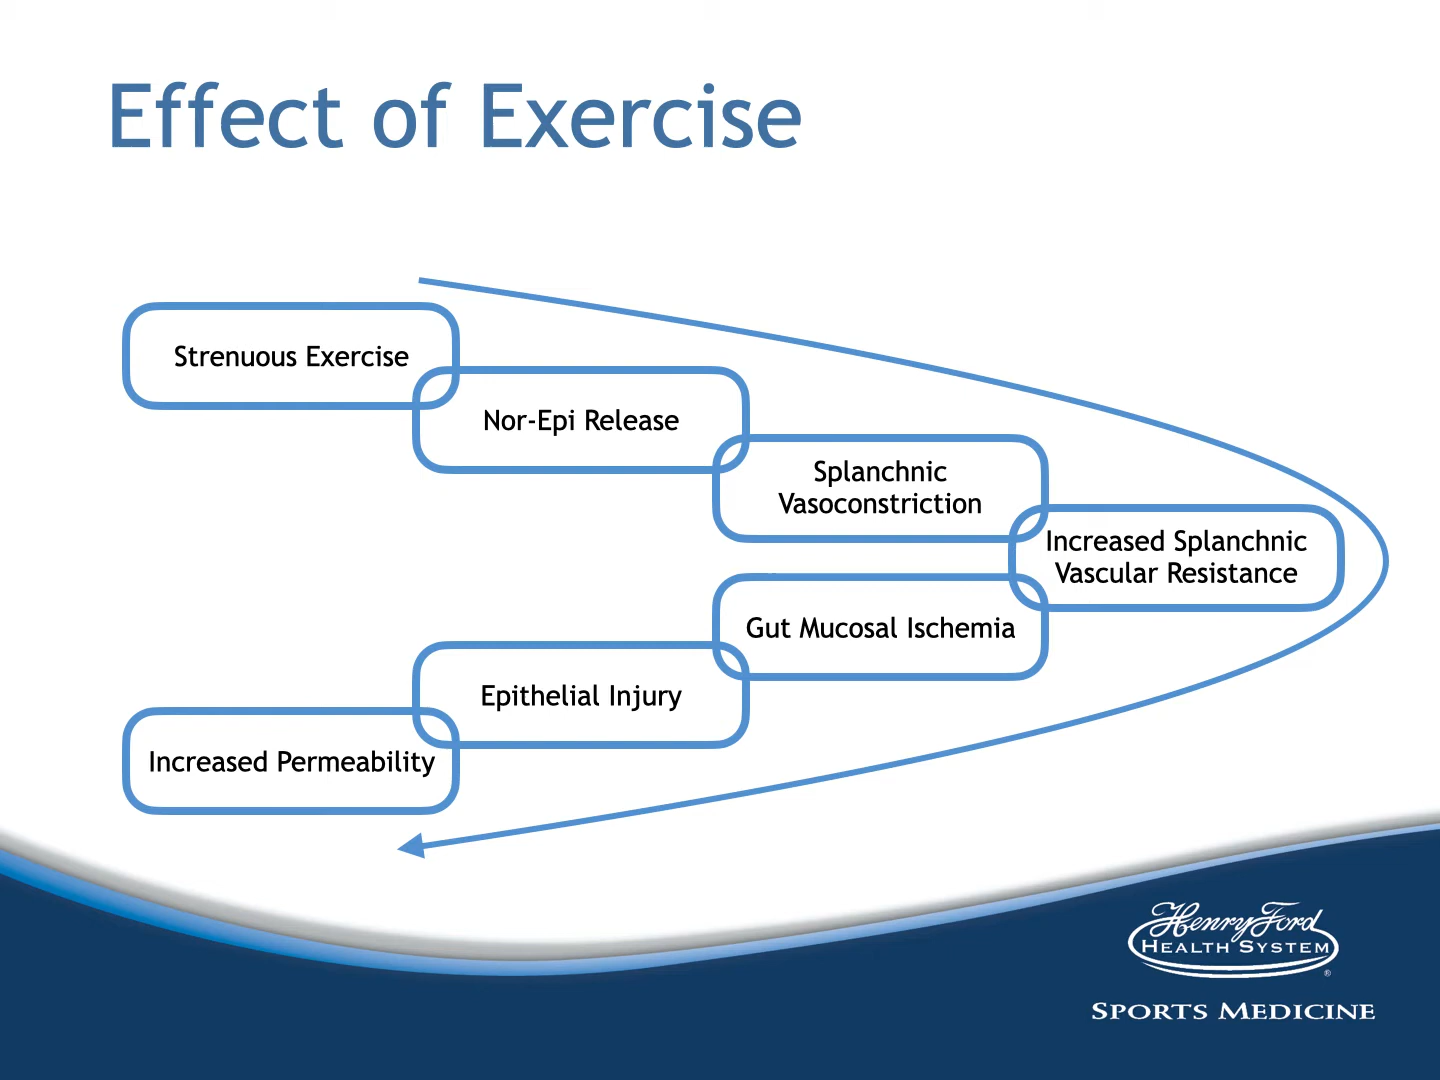 Effect of Exercise
Strenuous Exercise
Nor-Epi Release
Splanchnic
Vasoconstriction
Increased Splanchnic
Vascular Resistance
Gut Mucosal Ischemia
Epithelial Injury
Increased Permeability
Henry Ford
HEALTH SYSTEM
®
SPORTS MEDICINE